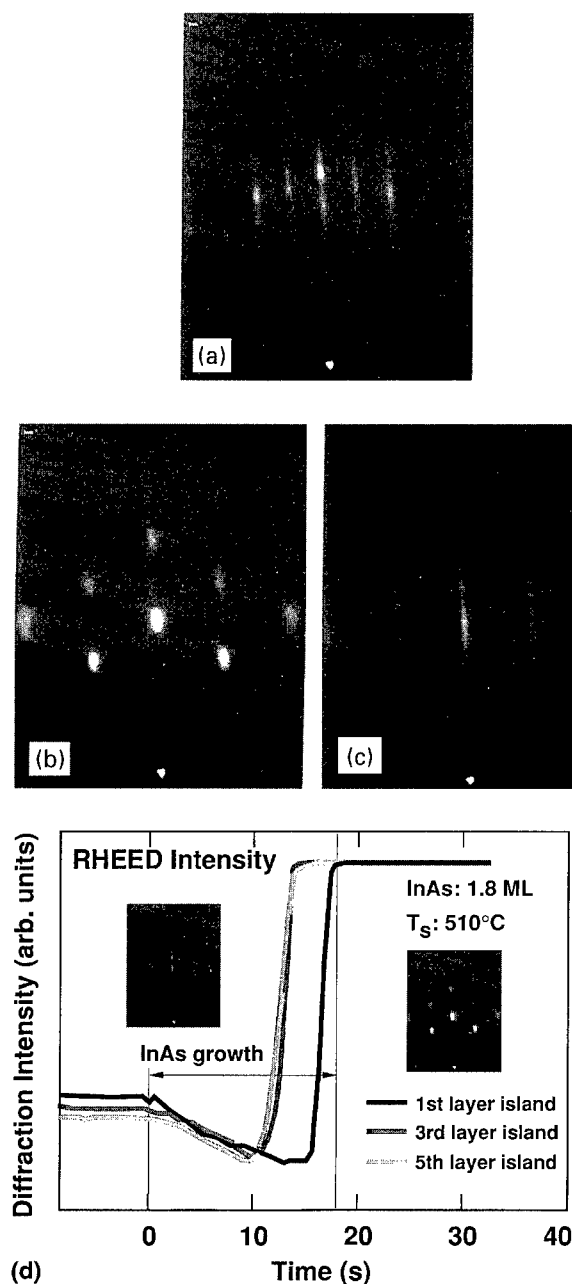 (a)
(b)
(c)
RHEED Intensity
InAs: 1.8 ML
Ts: 510°C
InAs growth
1st layer island
3rd layer island
5th layer island
Diffraction Intensity (arb. units)
0
10
20
30
40
(d)
Time (s)